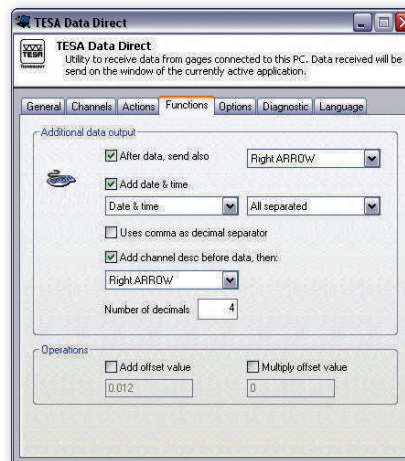 TESA Data Direct
TESA
TECHNOLOGY
TESA Data Direct
Utility to receive data from gages connected to this PC. Data received will be
send on the window of the currently active application.
General Channels Actions Functions Options Diagnostic Language
Additional data output
After data, send also Right ARROW
Add date & time
Date & time All separated
Uses comma as decimal separator
Add channel desc before data, then:
Right ARROW
Number of decimals 4
Operations
Add offset value Multiply offset value
0.012 0